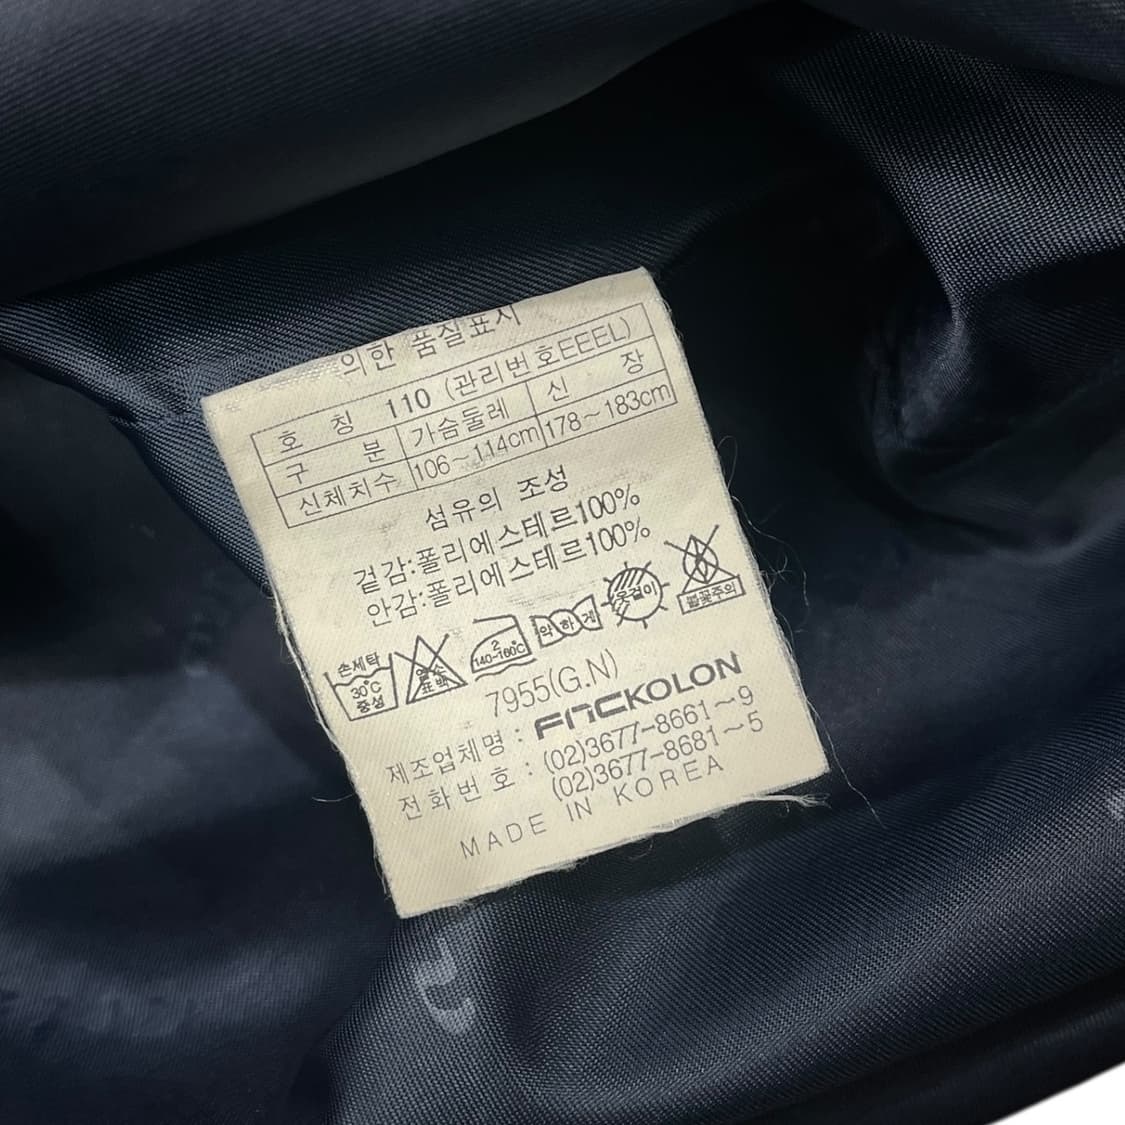 의한 품질표시
호 칭 110 (관리번호EEEL)
구 분 가슴둘레 신 장
신체치수 106~114cm 178~183cm
섬유의 조성
겉감:폴리에스테르100%
안감:폴리에스테르100%
손세탁 30℃ 중성 염소 표백 2 140~160℃ 약하게 옷걸이 불꽃주의
7955(G.N)
제조업체명 : FNCKOLON
전화번호 : (02)3677-8661~9
(02)3677-8681~5
MADE IN KOREA